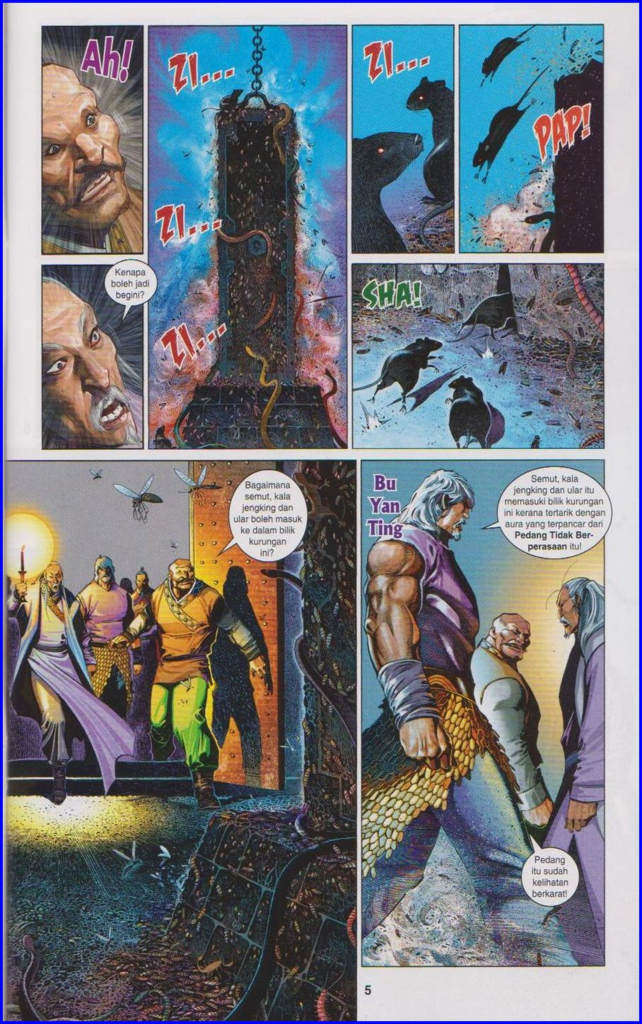 Ah!
ZI...
ZI...
ZI...
ZI...
PAP!
Kenapa
boleh jadi
begini?
SHA!
Bagaimana
semut, kala
jengking dan
ular boleh masuk
ke dalam bilik
kurungan
ini?
Bu
Yan
Ting
Semut, kala
jengking dan ular itu
memasuki bilik kurungan
ini kerana tertarik dengan
aura yang terpancar dari
Pedang Tidak Ber-
perasaan itu!
Pedang
itu sudah
kelihatan
berkarat!
5